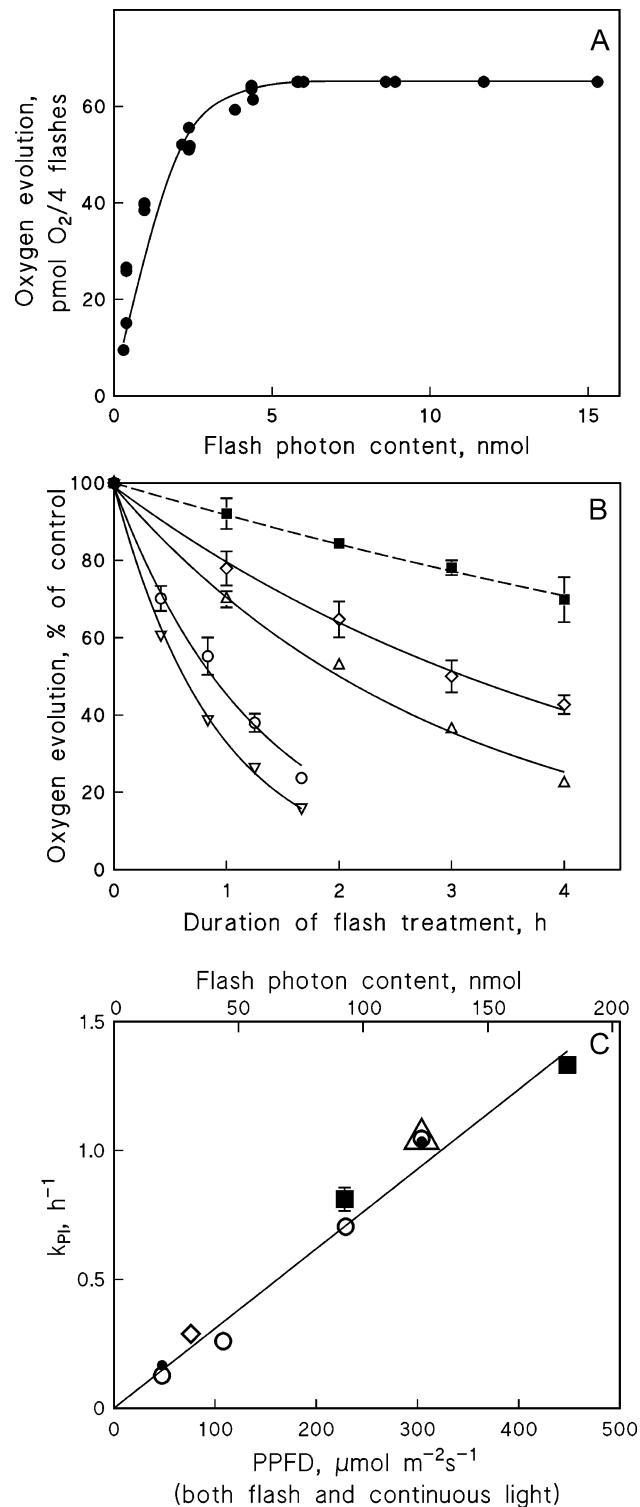 A
Oxygen evolution,
pmol O₂/4 flashes
60
40
20
0
0 5 10 15
Flash photon content, nmol
B
Oxygen evolution, % of control
100
80
60
40
20
0
0 1 2 3 4
Duration of flash treatment, h
Flash photon content, nmol
0 50 100 150 200
C
k_PI, h⁻¹
1.5
1.0
0.5
0
0 100 200 300 400 500
PPFD, μmol m⁻²s⁻¹
(both flash and continuous light)